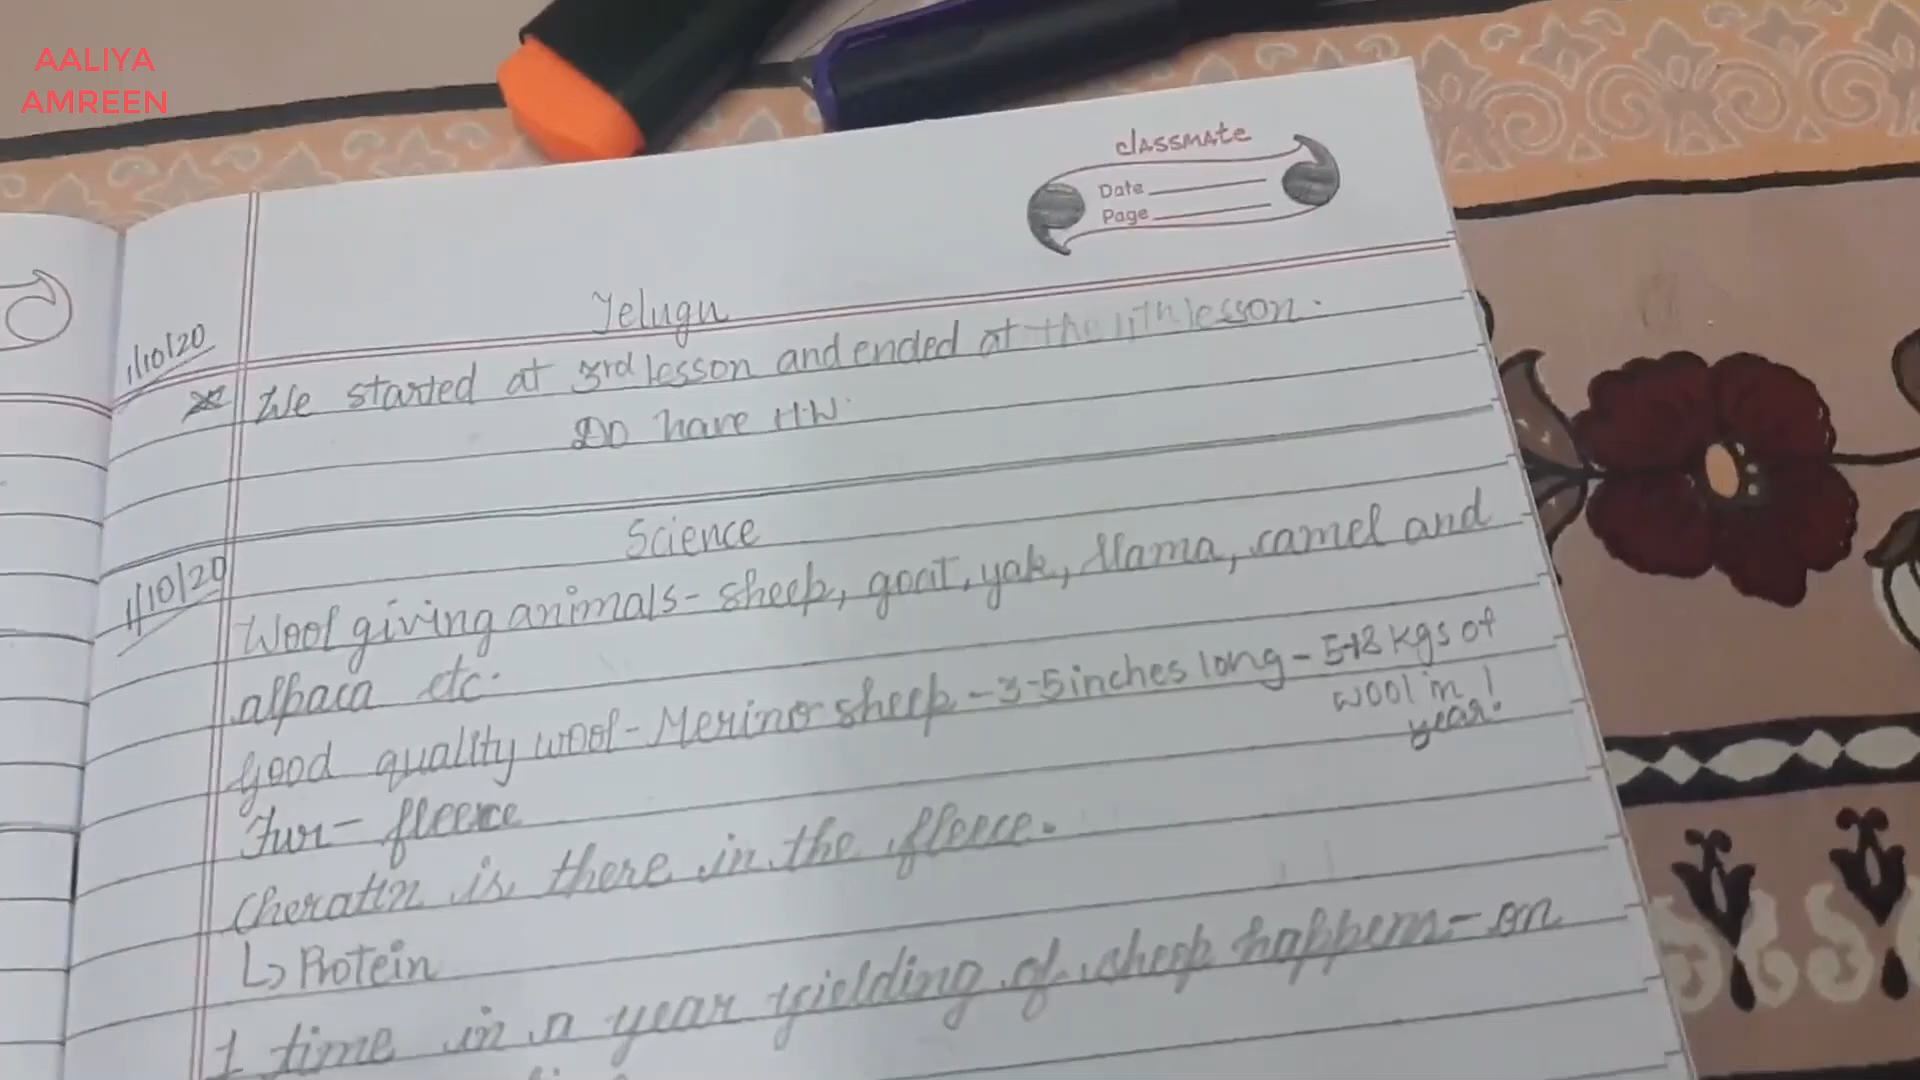 AALIYA
AMREEN
classmate
Date
Page
Telugu
1/10/20
We started at 3rd lesson and ended at the 11th lesson.
Do have H.W.
Science
1/10/20
Wool giving animals- sheep, goat, yak, llama, camel and
alpaca etc.
Good quality wool- Merino sheep -3-5 inches long - 5-18 kgs of
wool in 1
year.
Fur- fleece
Cheratin is there in the fleece.
↳ Protein
1 time in a year yielding of sheep happens- on